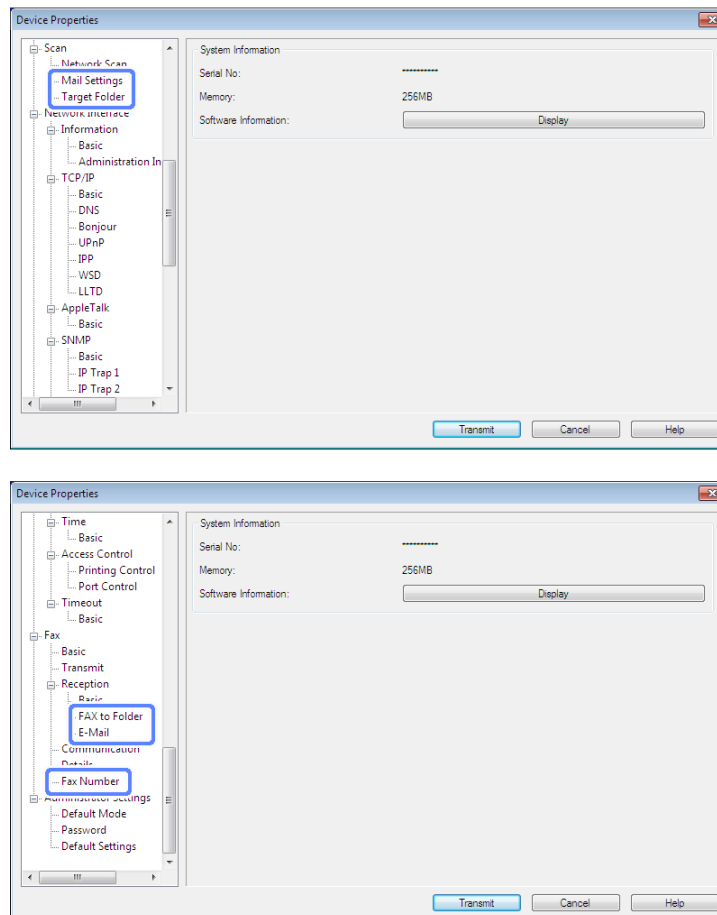 Device Properties
Scan
Network Scan
Mail Settings
Target Folder
Network Interface
Information
Basic
Administration In
TCP/IP
Basic
DNS
Bonjour
UPnP
IPP
WSD
LLTD
AppleTalk
Basic
SNMP
Basic
IP Trap 1
IP Trap 2
System Information
Serial No: **********
Memory: 256MB
Software Information: Display
Transmit Cancel Help
Device Properties
Time
Basic
Access Control
Printing Control
Port Control
Timeout
Basic
Fax
Basic
Transmit
Reception
Basic
FAX to Folder
E-Mail
Communication
Details
Fax Number
Administrator Settings
Default Mode
Password
Default Settings
System Information
Serial No: **********
Memory: 256MB
Software Information: Display
Transmit Cancel Help